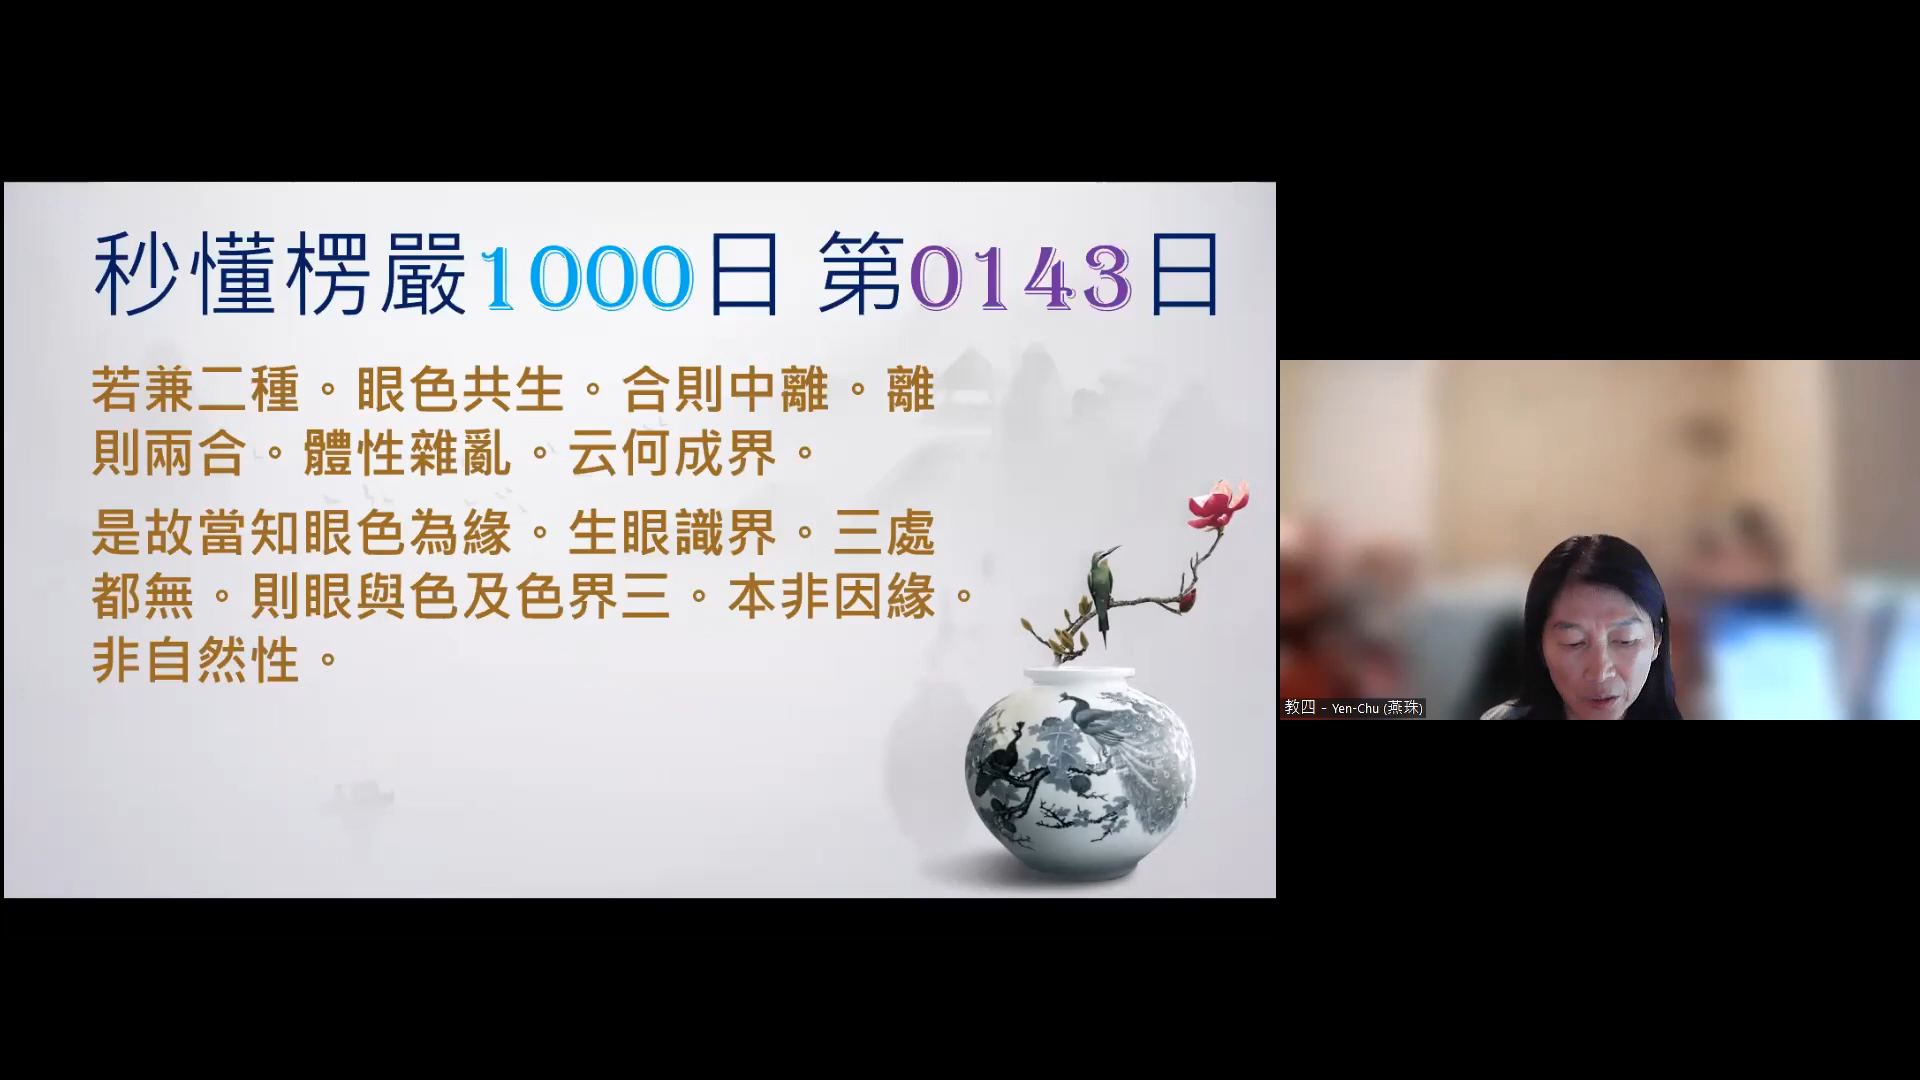 秒懂楞嚴1000日 第0143日
若兼二種。眼色共生。合則中離。離
則兩合。體性雜亂。云何成界。
是故當知眼色為緣。生眼識界。三處
都無。則眼與色及色界三。本非因緣。
非自然性。
教四 - Yen-Chu (燕珠)